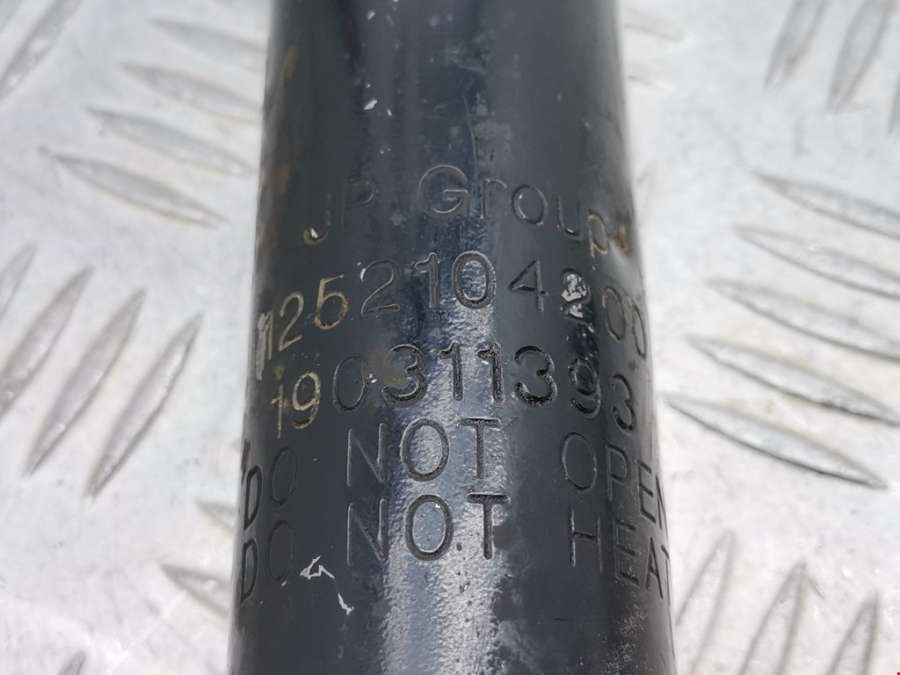 JP Group
1252104200
190311393
DO NOT OPEN
DO NOT HEAT